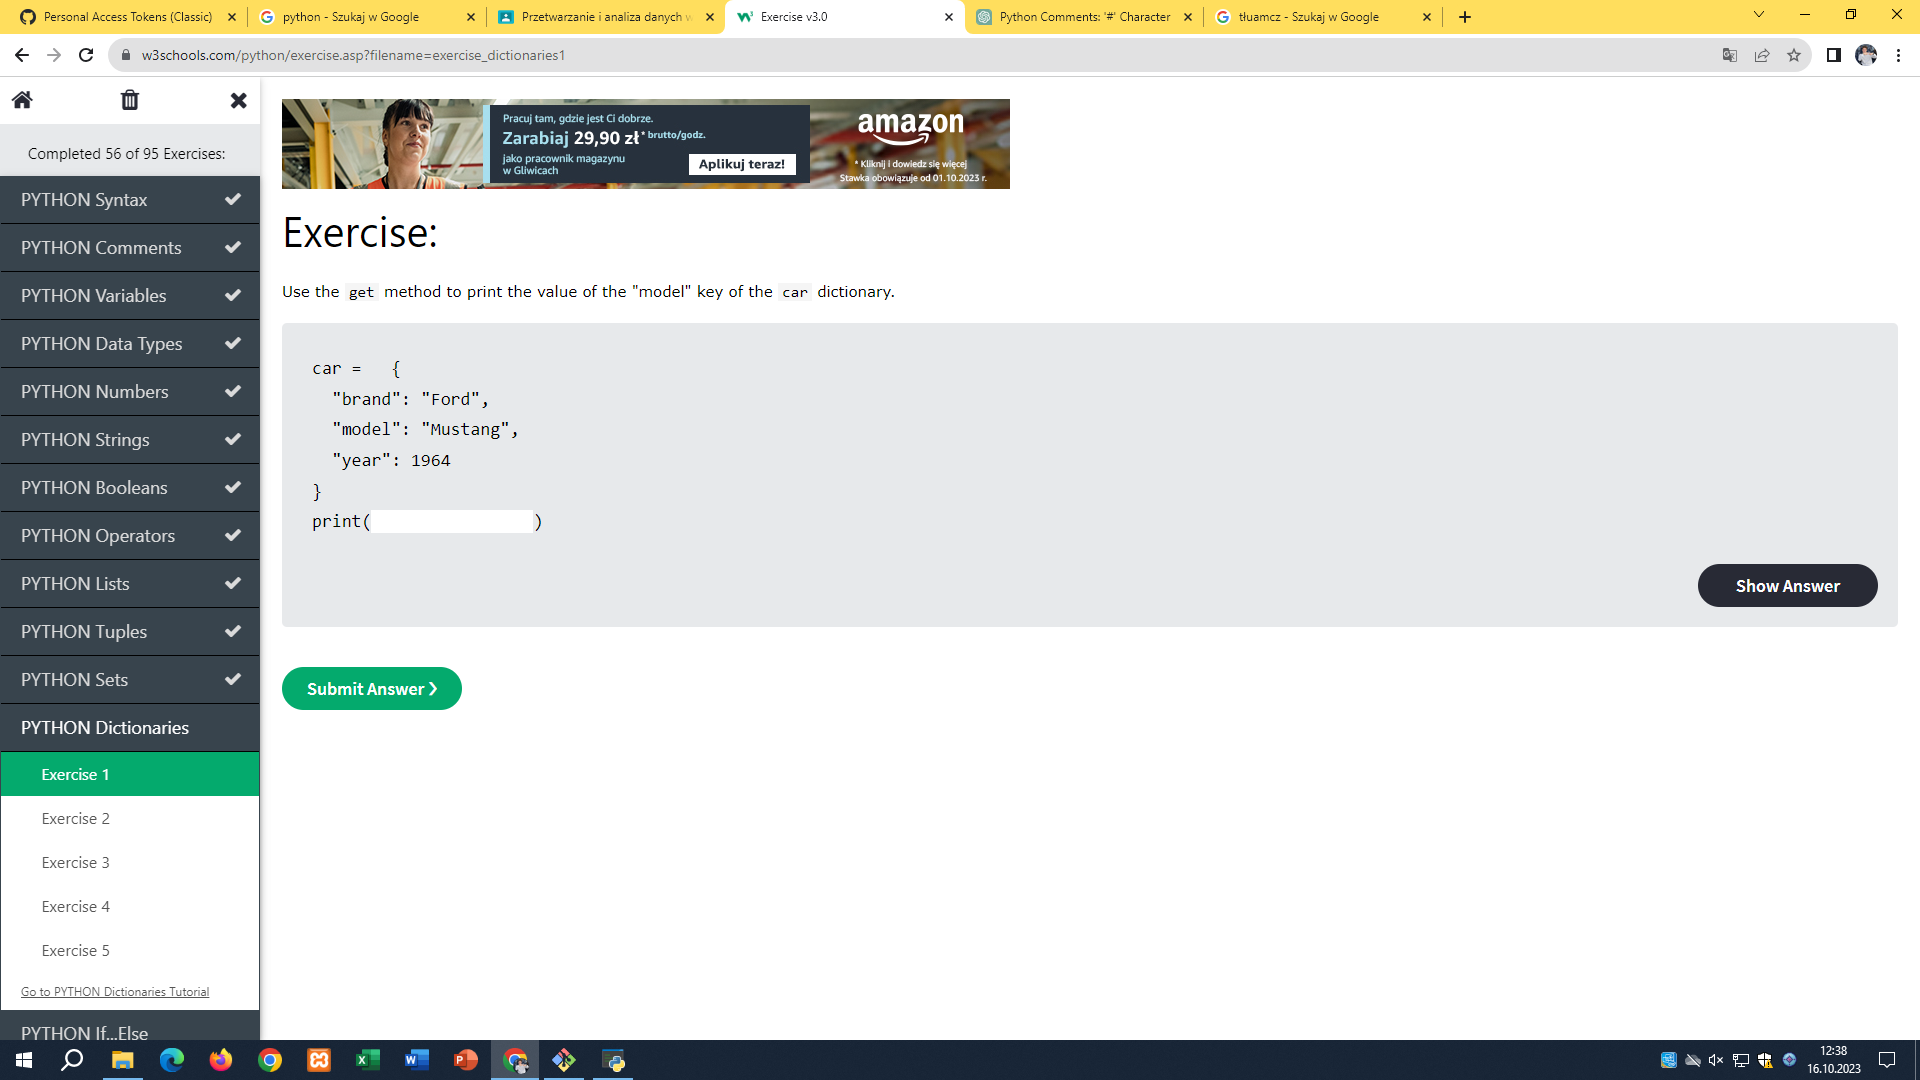 Personal Access Tokens (Classic)
python - Szukaj w Google
Przetwarzanie i analiza danych w
Exercise v3.0
Python Comments: '#' Character
tłuamcz - Szukaj w Google
w3schools.com/python/exercise.asp?filename=exercise_dictionaries1
Completed 56 of 95 Exercises:
PYTHON Syntax
PYTHON Comments
PYTHON Variables
PYTHON Data Types
PYTHON Numbers
PYTHON Strings
PYTHON Booleans
PYTHON Operators
PYTHON Lists
PYTHON Tuples
PYTHON Sets
PYTHON Dictionaries
Exercise 1
Exercise 2
Exercise 3
Exercise 4
Exercise 5
Go to PYTHON Dictionaries Tutorial
PYTHON If...Else
Pracuj tam, gdzie jest Ci dobrze.
Zarabiaj 29,90 zł* brutto/godz.
jako pracownik magazynu
w Gliwicach
Aplikuj teraz!
amazon
* Kliknij i dowiedz się więcej
Stawka obowiązuje od 01.10.2023 r.
Exercise:
Use the get method to print the value of the "model" key of the car dictionary.
car = {
"brand": "Ford",
"model": "Mustang",
"year": 1964
}
print( )
Show Answer
Submit Answer ❯
12:38
16.10.2023